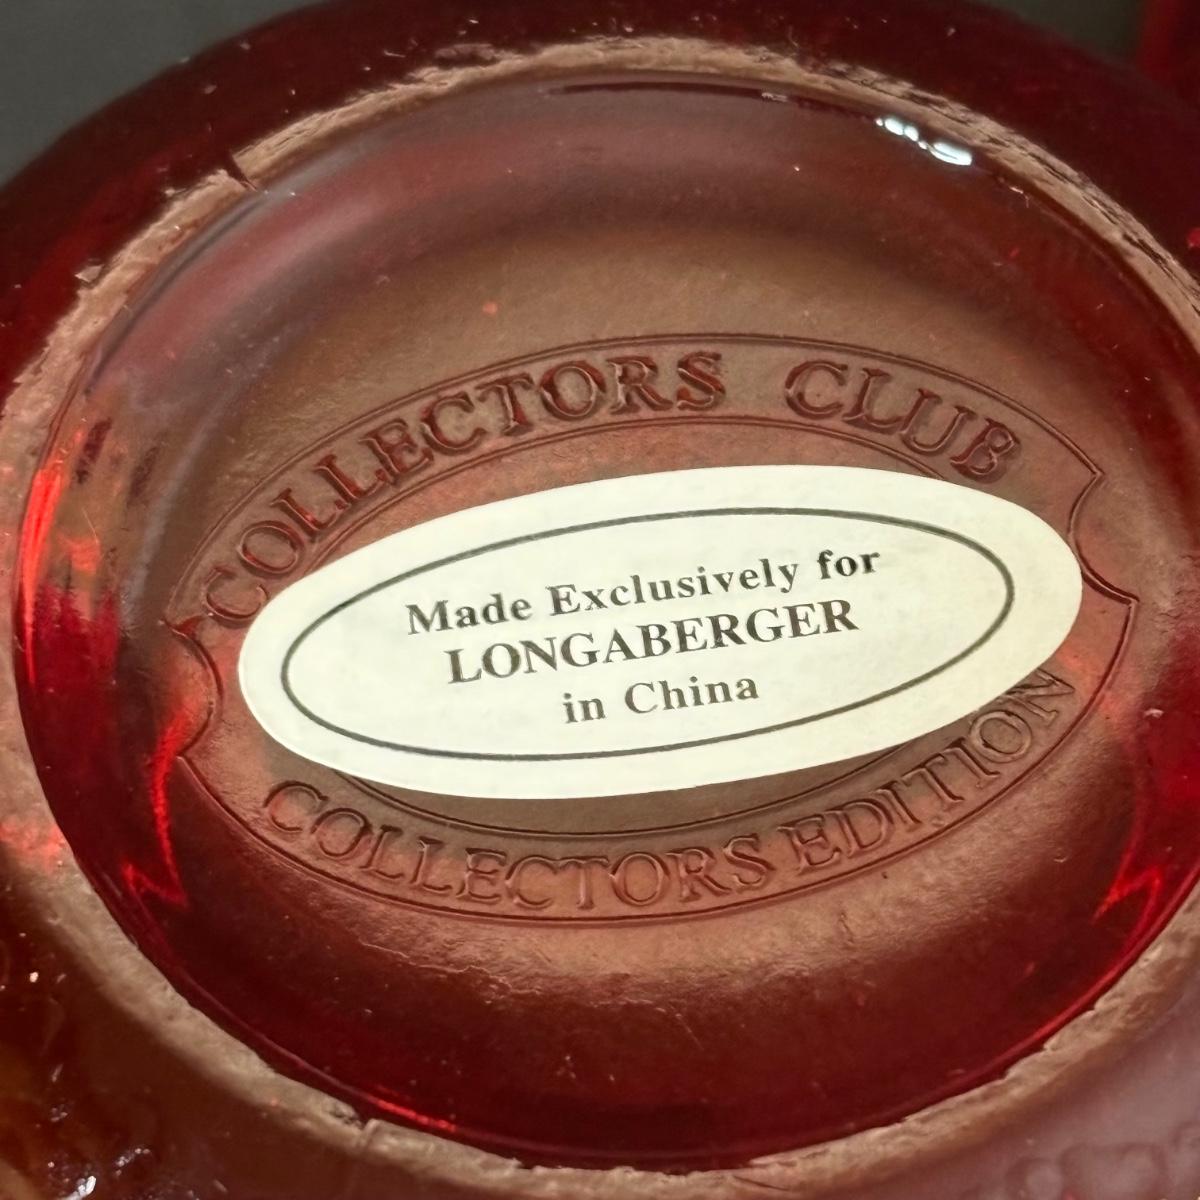 COLLECTORS CLUB
Made Exclusively for
LONGABERGER
in China
COLLECTORS EDITION